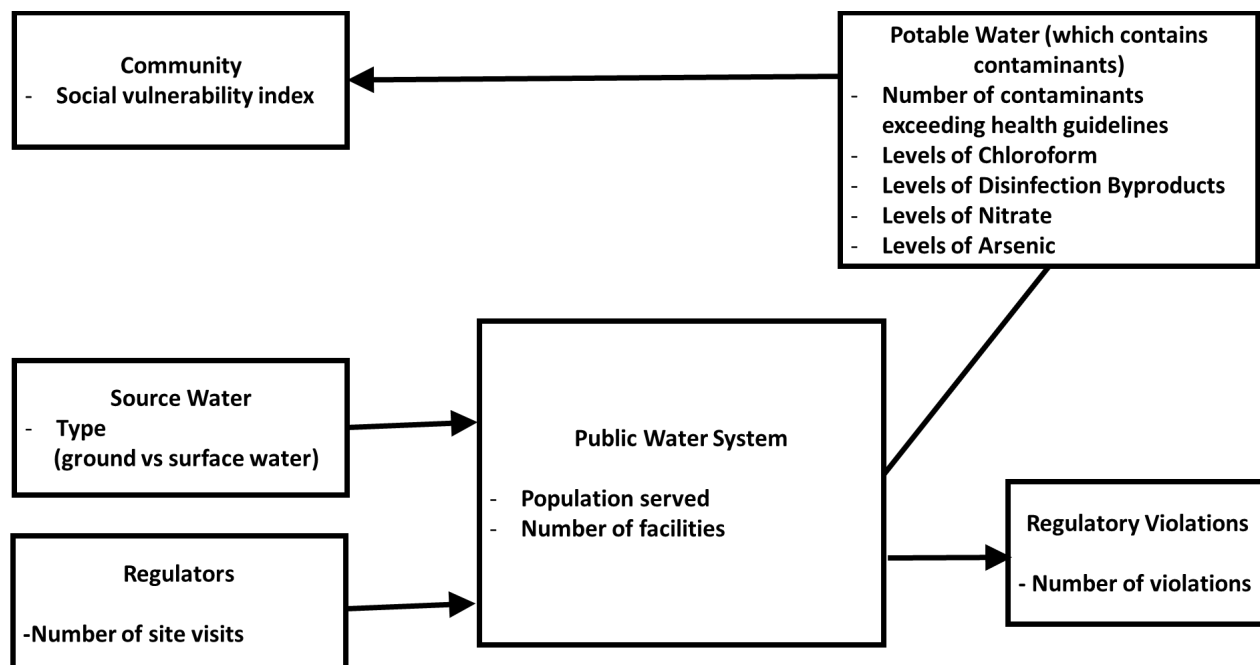 Community
- Social vulnerability index
Potable Water (which contains
contaminants)
- Number of contaminants
exceeding health guidelines
- Levels of Chloroform
- Levels of Disinfection Byproducts
- Levels of Nitrate
- Levels of Arsenic
Source Water
- Type
(ground vs surface water)
Regulators
-Number of site visits
Public Water System
- Population served
- Number of facilities
Regulatory Violations
- Number of violations